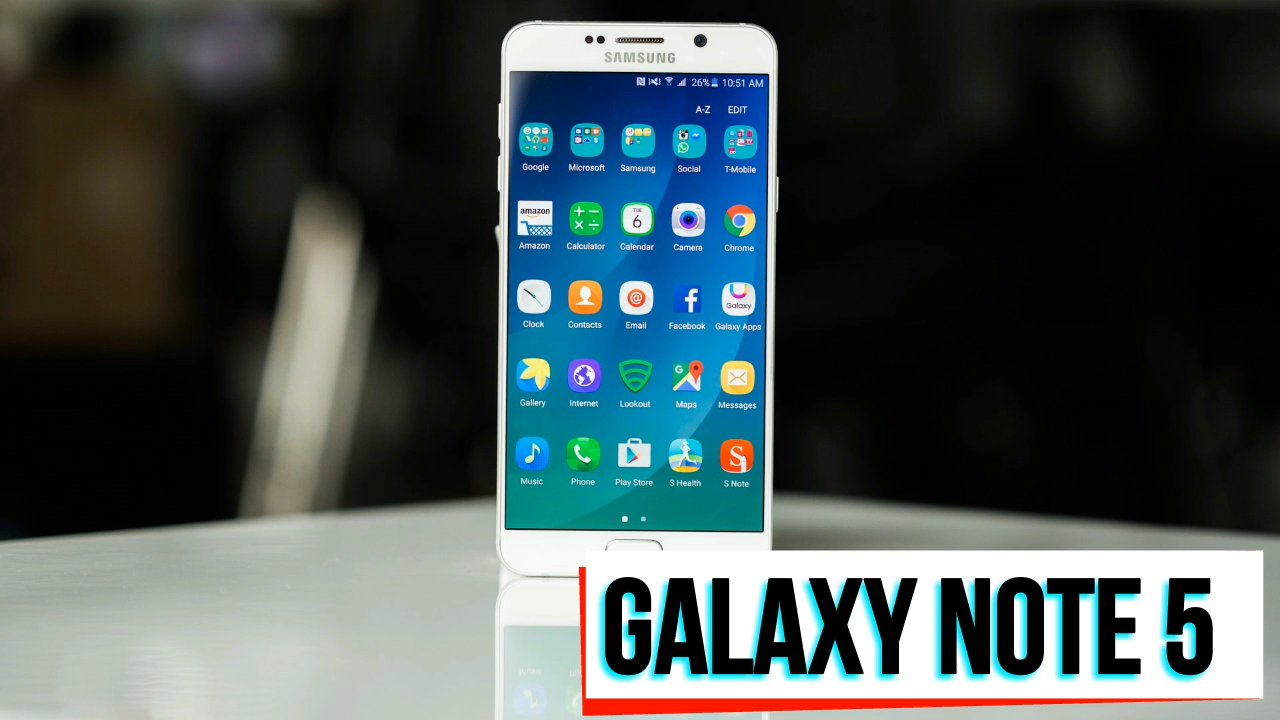 SAMSUNG
26% 10:51 AM
A-Z EDIT
Google Microsoft Samsung Social T-Mobile
amazon
TUE
6
Amazon Calculator Calendar Camera Chrome
Galaxy
Clock Contacts Email Facebook Galaxy Apps
G
Gallery Internet Lookout Maps Messages
S
Music Phone Play Store S Health S Note
GALAXY NOTE 5